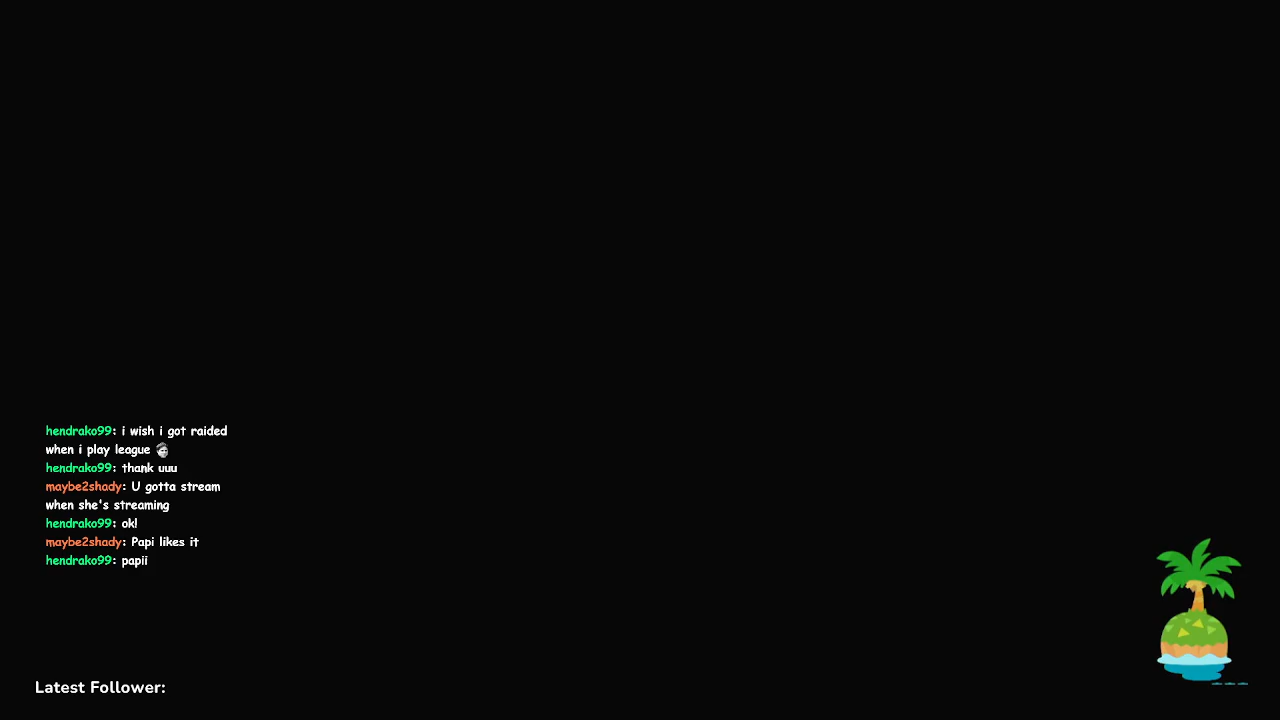 hendrako99: i wish i got raided
when i play league
hendrako99: thank uuu
maybe2shady: U gotta stream
when she's streaming
hendrako99: ok!
maybe2shady: Papi likes it
hendrako99: papii
Latest Follower: